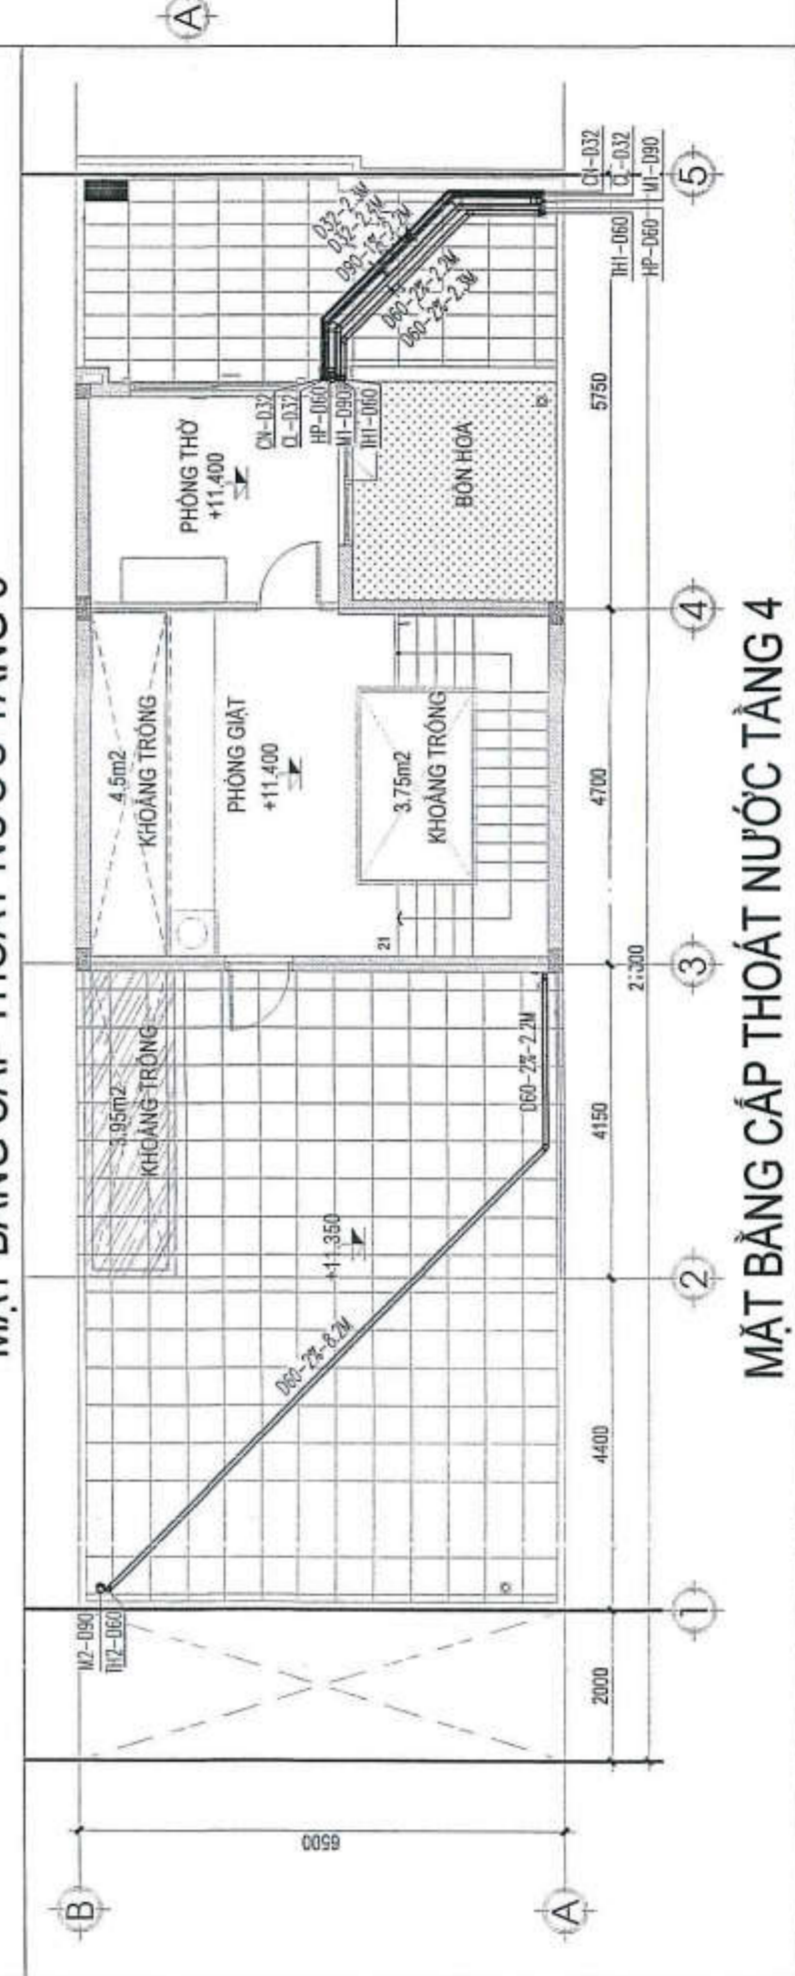 A
CN-D32
CL-D32
M1-D90
TH1-D60
HP-D60
5
D32-2.3M
D32-2.4M
D90-1%-2.2M
D60-2%-2.2M
D60-2%-2.3M
CN-D32
CL-D32
HP-D60
M1-D90
TH1-D60
PHÒNG THỜ
+11.400
BỒN HOA
5750
4
4.5m2
KHOẢNG TRỐNG
PHÒNG GIẶT
+11.400
3.75m2
KHOẢNG TRỐNG
21
4700
3
3.95m2
KHOẢNG TRỐNG
D60-2%-2.2M
+11.350
4150
2
D60-2%-8.2M
4400
M2-D90
TH2-D60
1
2000
6500
B
A
MẶT BẰNG CẤP THOÁT NƯỚC TẦNG 4